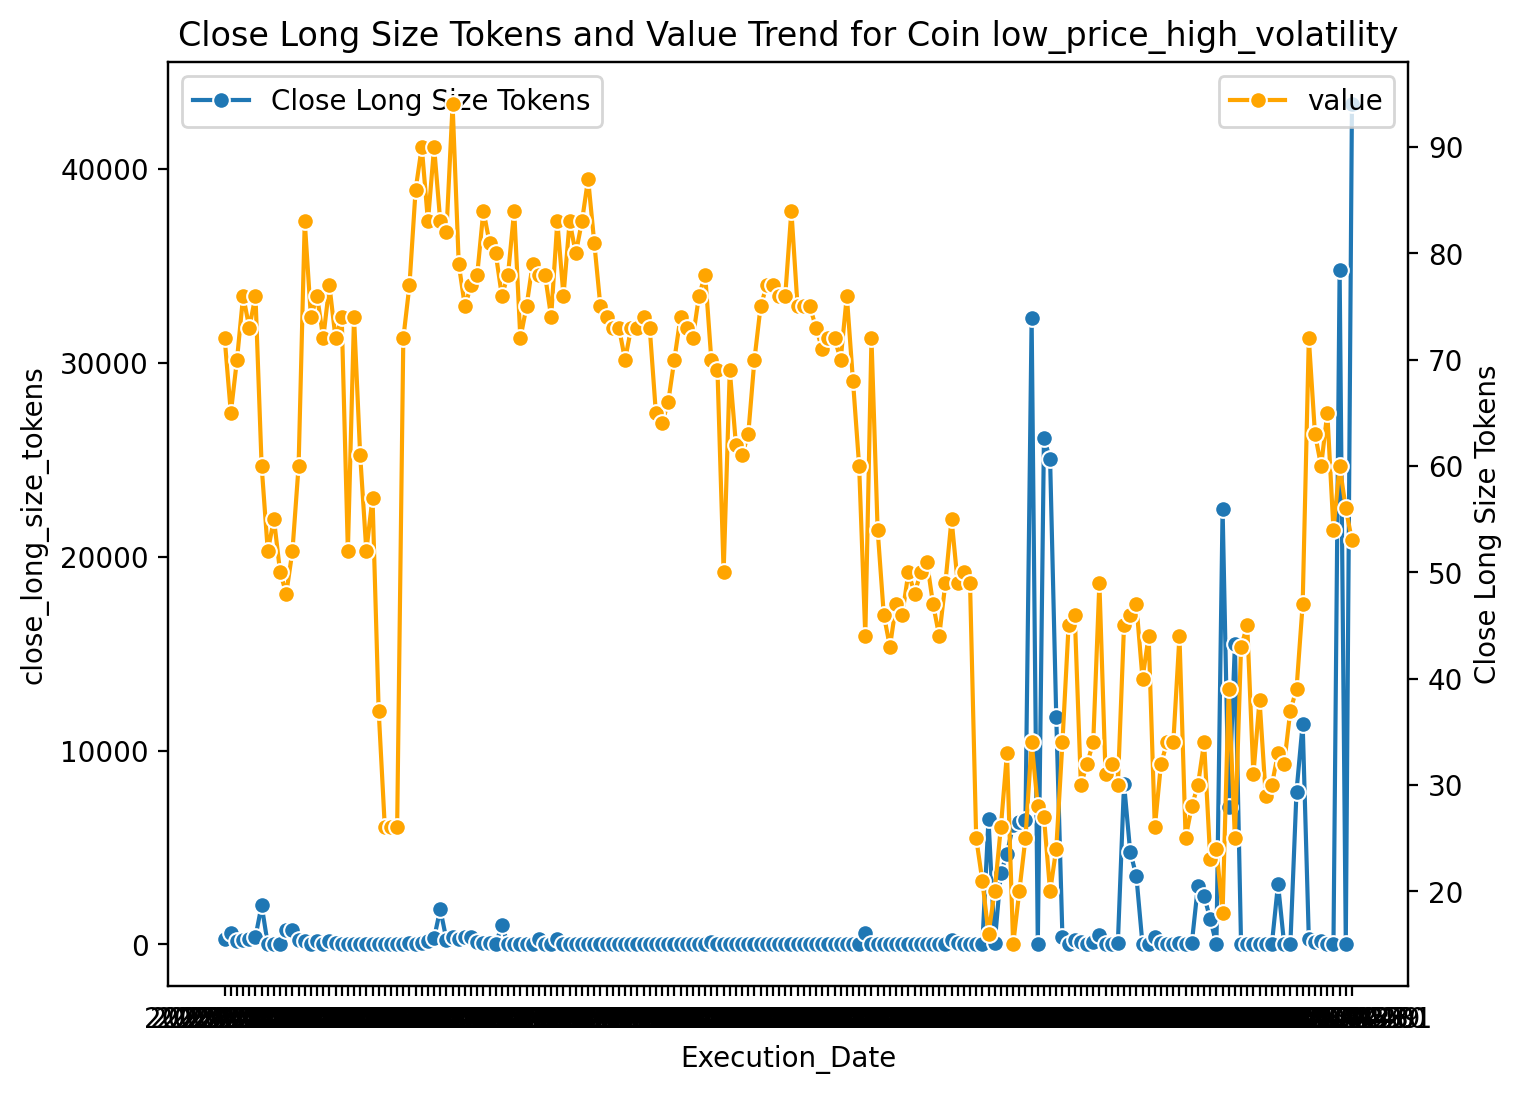 Close Long Size Tokens and Value Trend for Coin low_price_high_volatility
Close Long Size Tokens
value
40000
30000
20000
10000
0
close_long_size_tokens
90
80
70
60
50
40
30
20
Close Long Size Tokens
Execution_Date